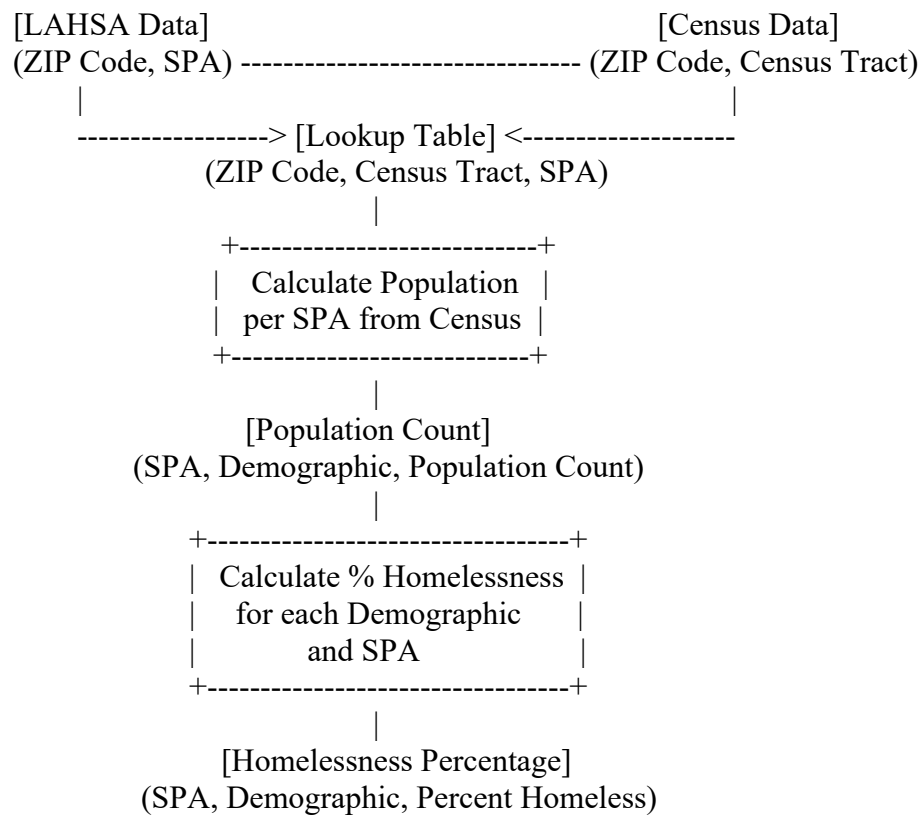 [LAHSA Data] [Census Data]
(ZIP Code, SPA) -------------------------------- (ZIP Code, Census Tract)
| |
------------------> [Lookup Table] <--------------------
(ZIP Code, Census Tract, SPA)
|
+----------------------------+
| Calculate Population |
| per SPA from Census |
+----------------------------+
|
[Population Count]
(SPA, Demographic, Population Count)
|
+----------------------------------+
| Calculate % Homelessness |
| for each Demographic |
| and SPA |
+----------------------------------+
|
[Homelessness Percentage]
(SPA, Demographic, Percent Homeless)